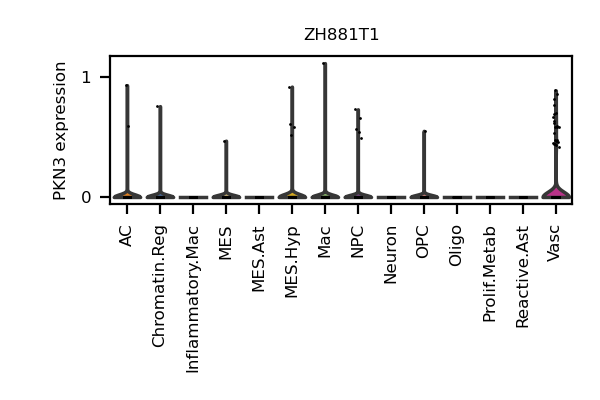 ZH881T1
PKN3 expression
1
0
AC
Chromatin.Reg
Inflammatory.Mac
MES
MES.Ast
MES.Hyp
Mac
NPC
Neuron
OPC
Oligo
Prolif.Metab
Reactive.Ast
Vasc